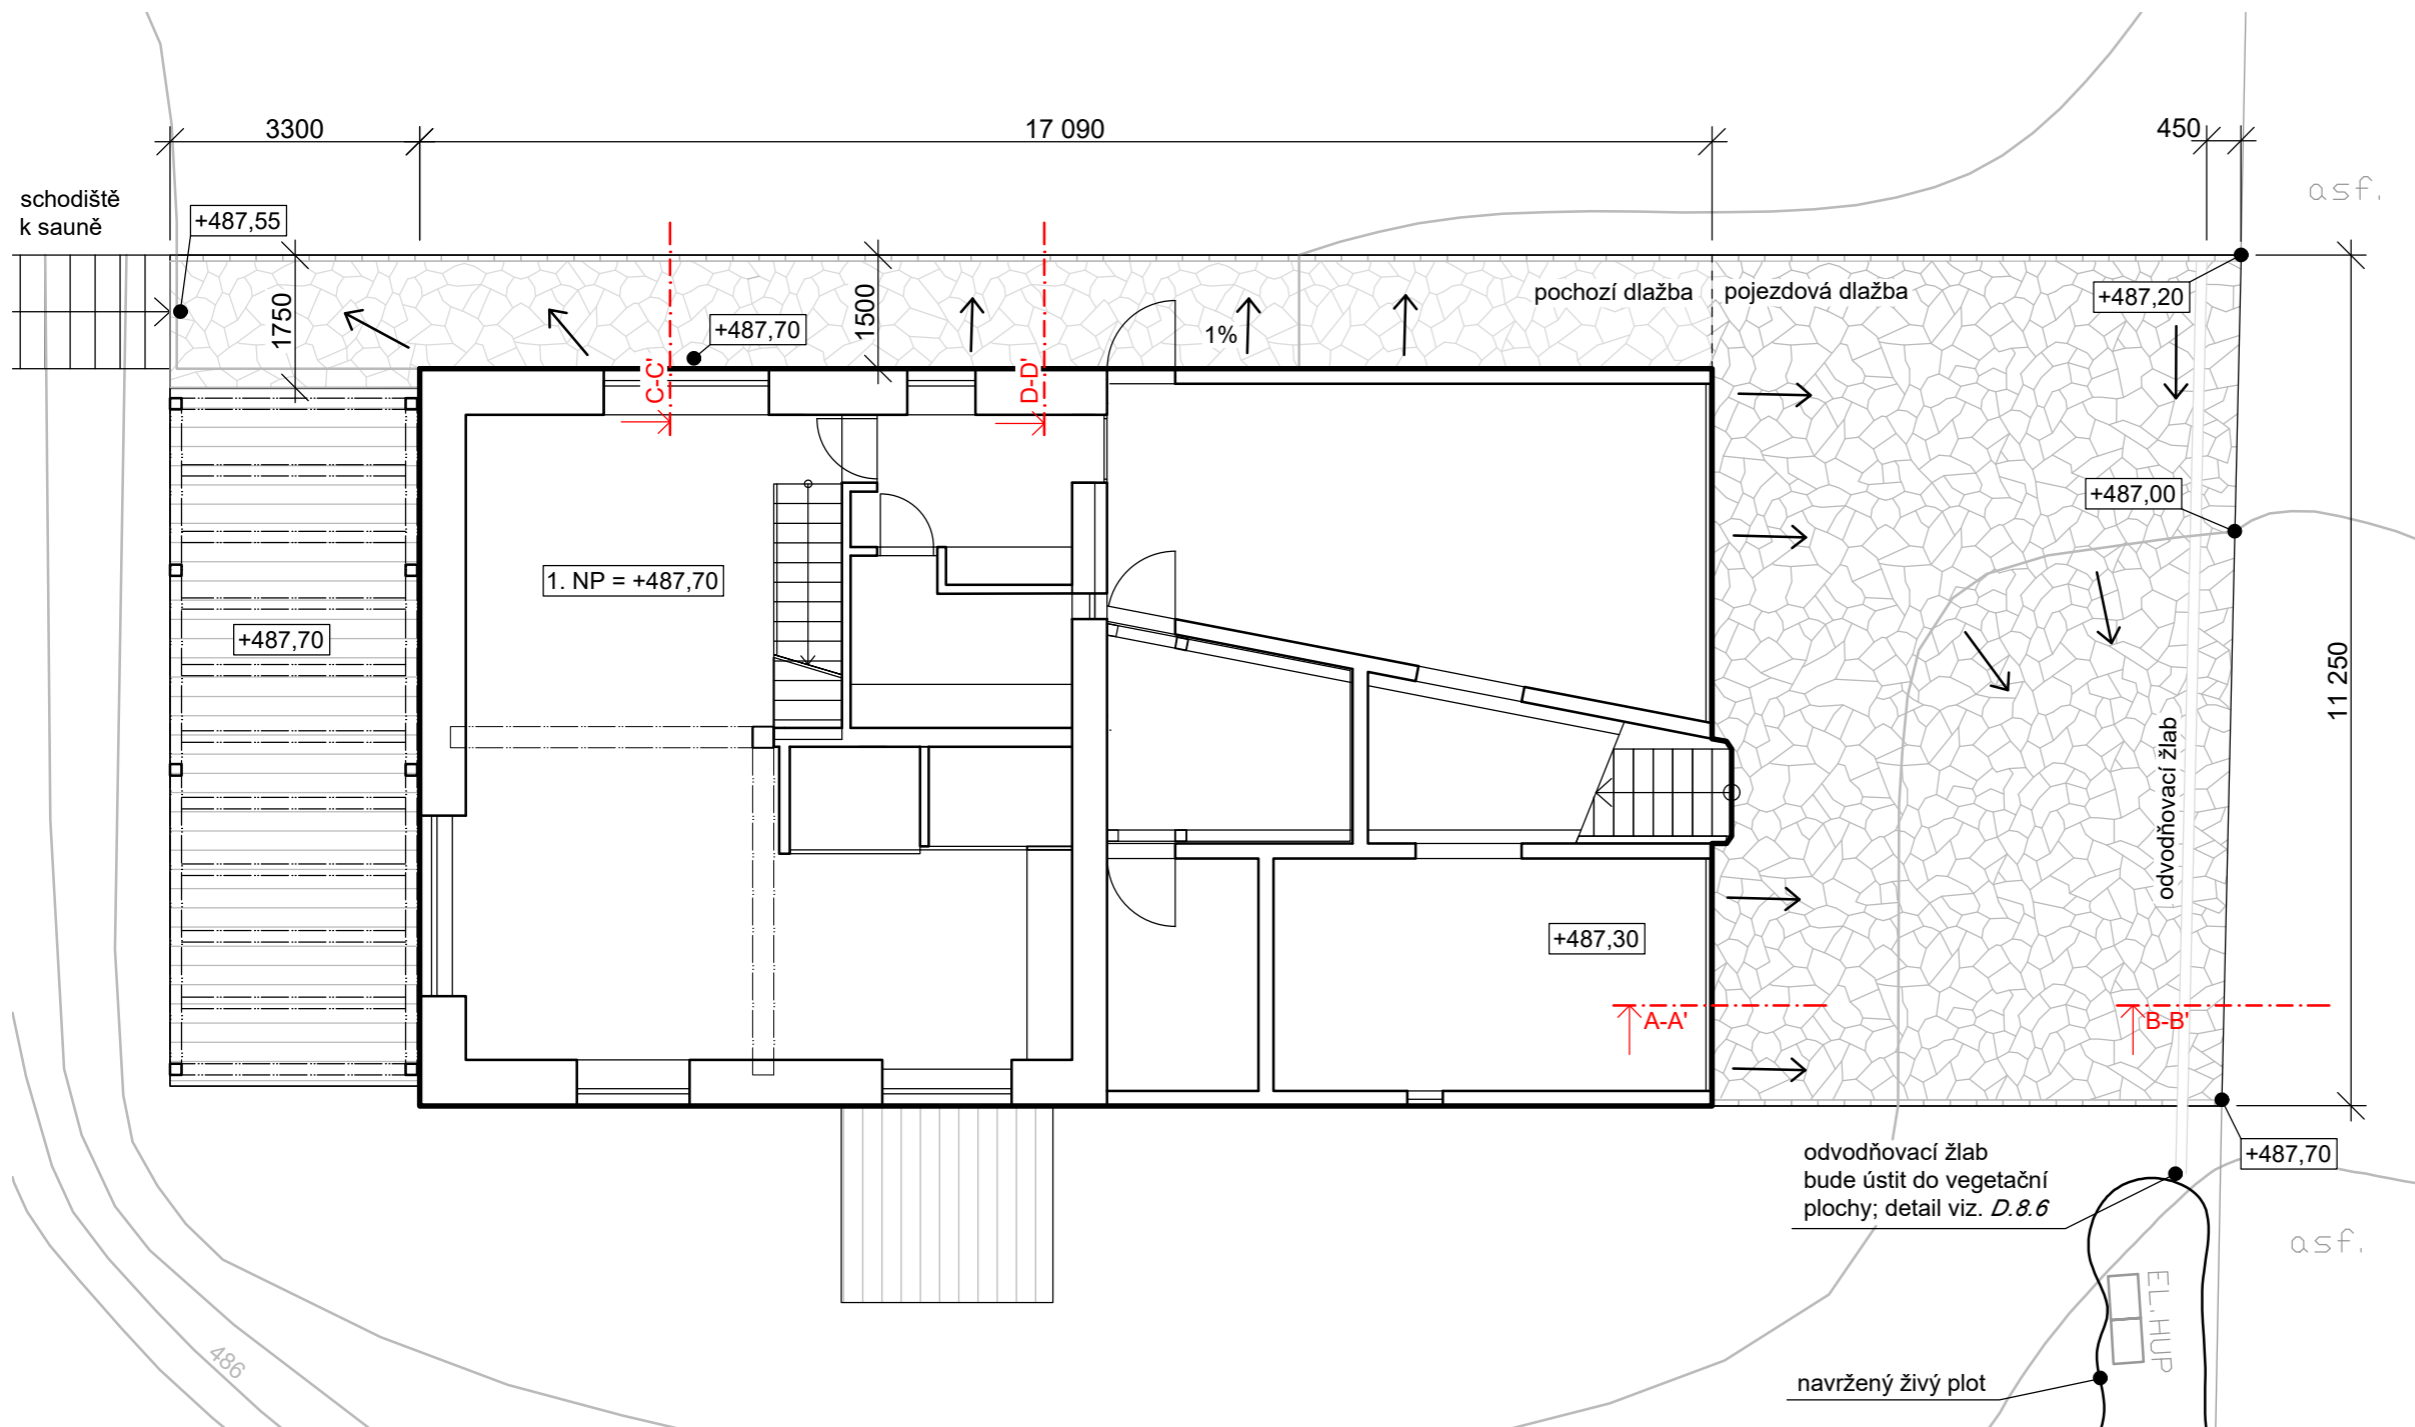 3300
17 090
450
asf.
schodiště
k sauně
+487,55
1750
1500
+487,70
C-C'
D-D'
1%
pochozí dlažba
pojezdová dlažba
+487,20
+487,00
1. NP = +487,70
+487,70
11 250
odvodňovací žlab
+487,30
A-A'
B-B'
odvodňovací žlab
bude ústit do vegetační
plochy; detail viz. D.8.6
+487,70
asf.
EL.HUP
486
navržený živý plot